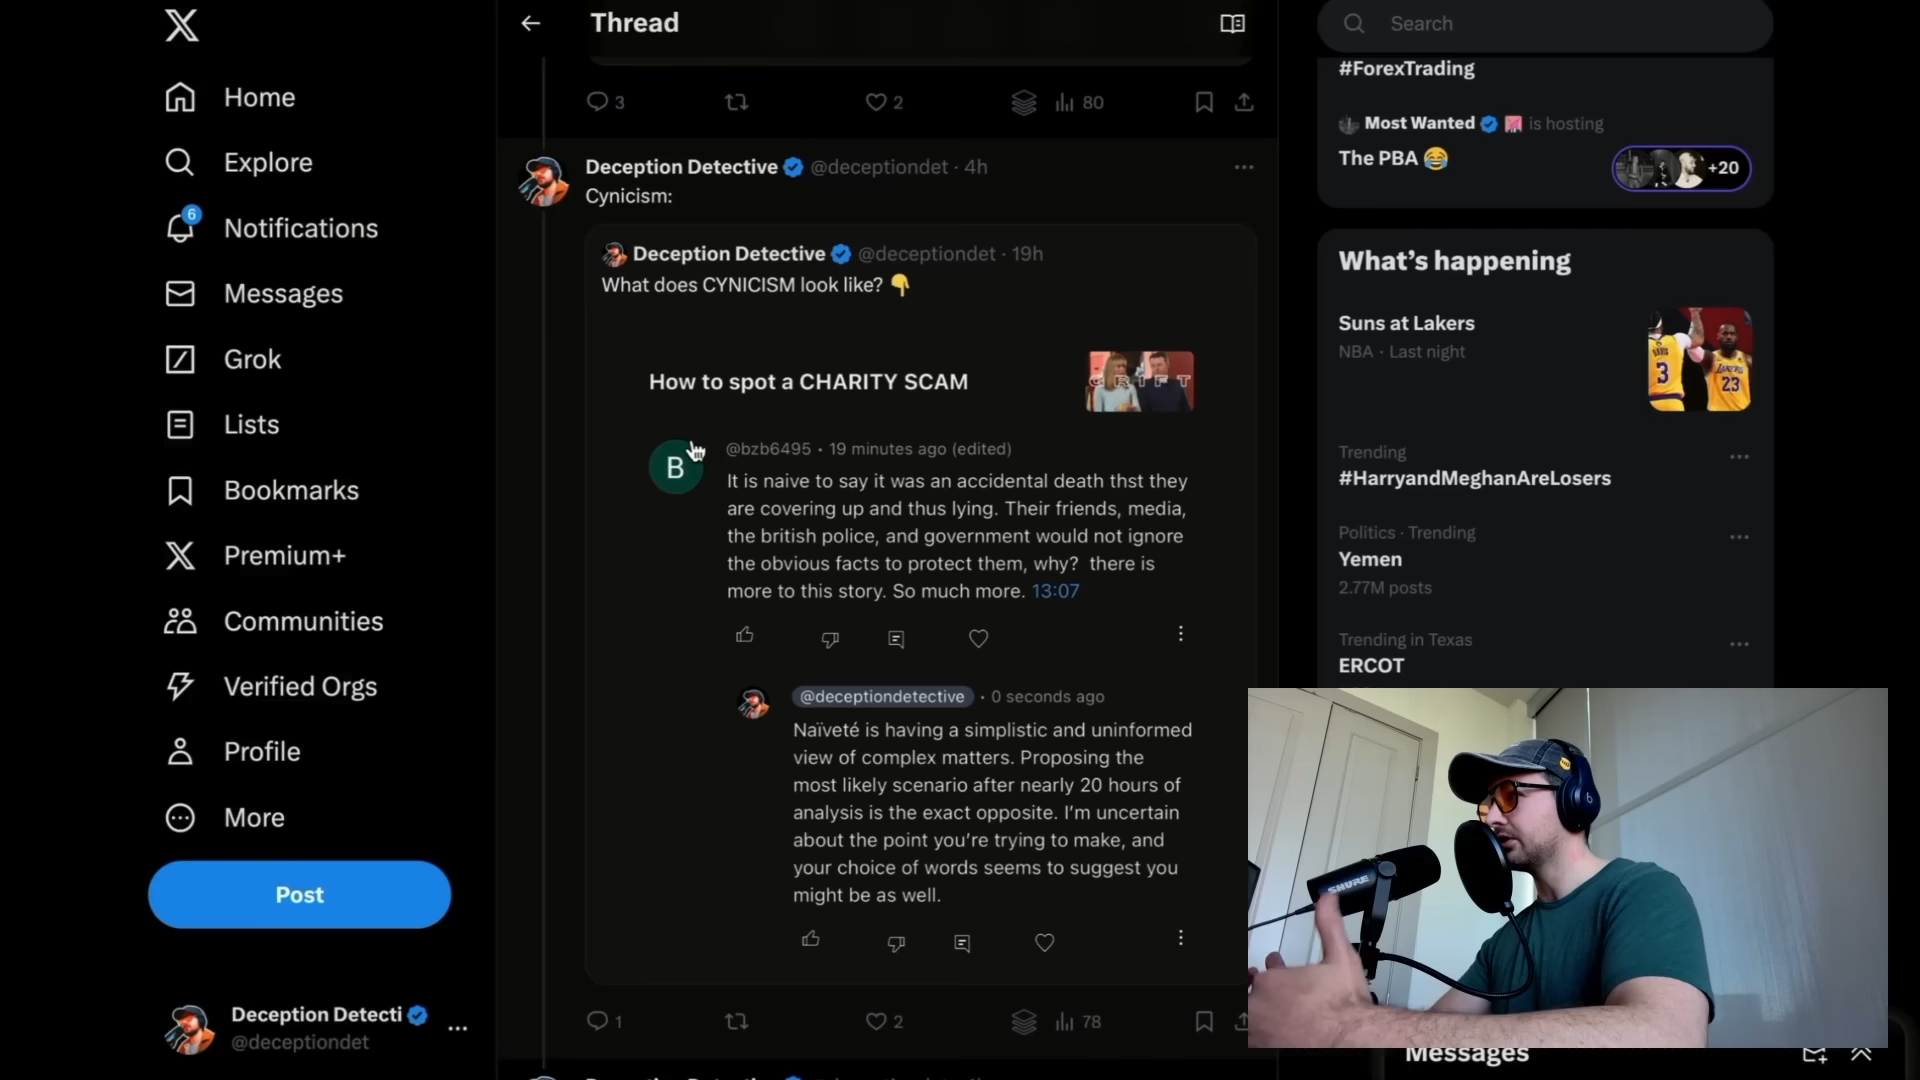 Home
Explore
6
Notifications
Messages
Grok
Lists
Bookmarks
Premium+
Communities
Verified Orgs
Profile
More
Post
Deception Detecti
@deceptiondet
Thread
3
2
80
Deception Detective @deceptiondet · 4h
Cynicism:
Deception Detective @deceptiondet · 19h
What does CYNICISM look like? 👇
How to spot a CHARITY SCAM
GRIFT
B
@bzb6495 • 19 minutes ago (edited)
It is naive to say it was an accidental death thst they
are covering up and thus lying. Their friends, media,
the british police, and government would not ignore
the obvious facts to protect them, why? there is
more to this story. So much more. 13:07
@deceptiondetective • 0 seconds ago
Naïveté is having a simplistic and uninformed
view of complex matters. Proposing the
most likely scenario after nearly 20 hours of
analysis is the exact opposite. I'm uncertain
about the point you're trying to make, and
your choice of words seems to suggest you
might be as well.
1
2
78
Search
#ForexTrading
Most Wanted is hosting
The PBA 😂
+20
What's happening
Suns at Lakers
NBA · Last night
3
LAKERS
23
Trending
#HarryandMeghanAreLosers
Politics · Trending
Yemen
2.77M posts
Trending in Texas
ERCOT
SHURE
Messages